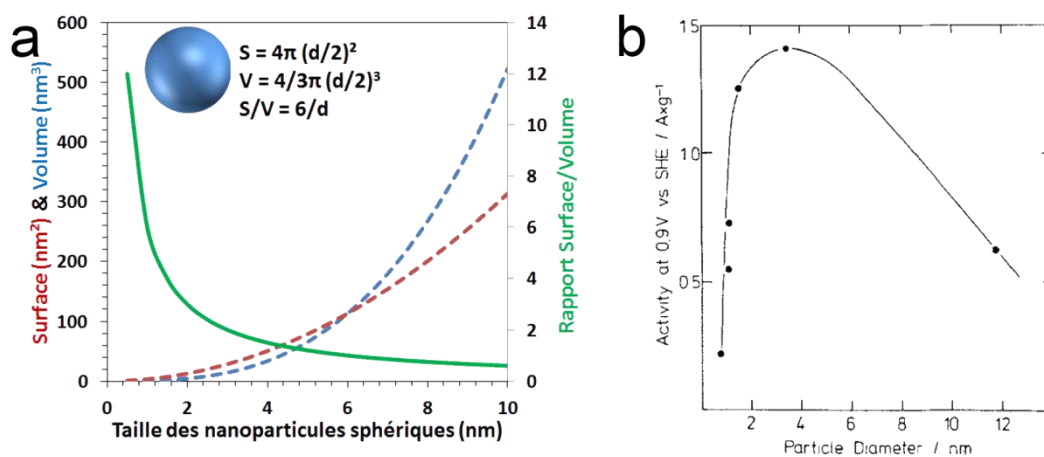 a
S = 4π (d/2)²
V = 4/3π (d/2)³
S/V = 6/d
Surface (nm²) & Volume (nm³)
600
500
400
300
200
100
0
0 2 4 6 8 10
Taille des nanoparticules sphériques (nm)
14
12
10
8
6
4
2
0
Rapport Surface/Volume
b
Activity at 0.9V vs SHE / A×g⁻¹
15
1.0
0.5
2 4 6 8 10 12
Particle Diameter / nm